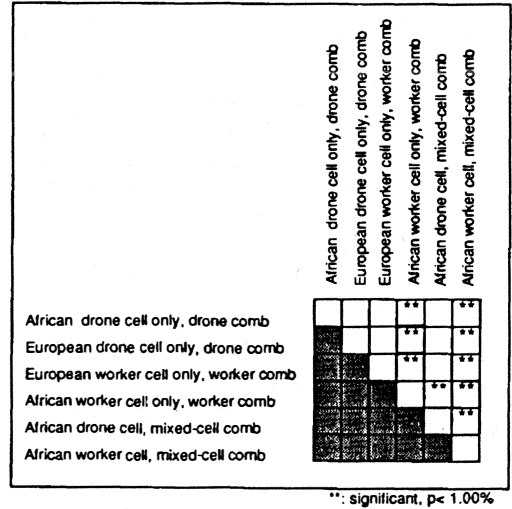 African drone cell only, drone comb
European drone cell only, drone comb
European worker cell only, worker comb
African worker cell only, worker comb
African drone cell, mixed-cell comb
African worker cell, mixed-cell comb
African drone cell only, drone comb ** **
European drone cell only, drone comb ** **
European worker cell only, worker comb ** **
African worker cell only, worker comb ** **
African drone cell, mixed-cell comb **
African worker cell, mixed-cell comb
**: significant, p< 1.00%